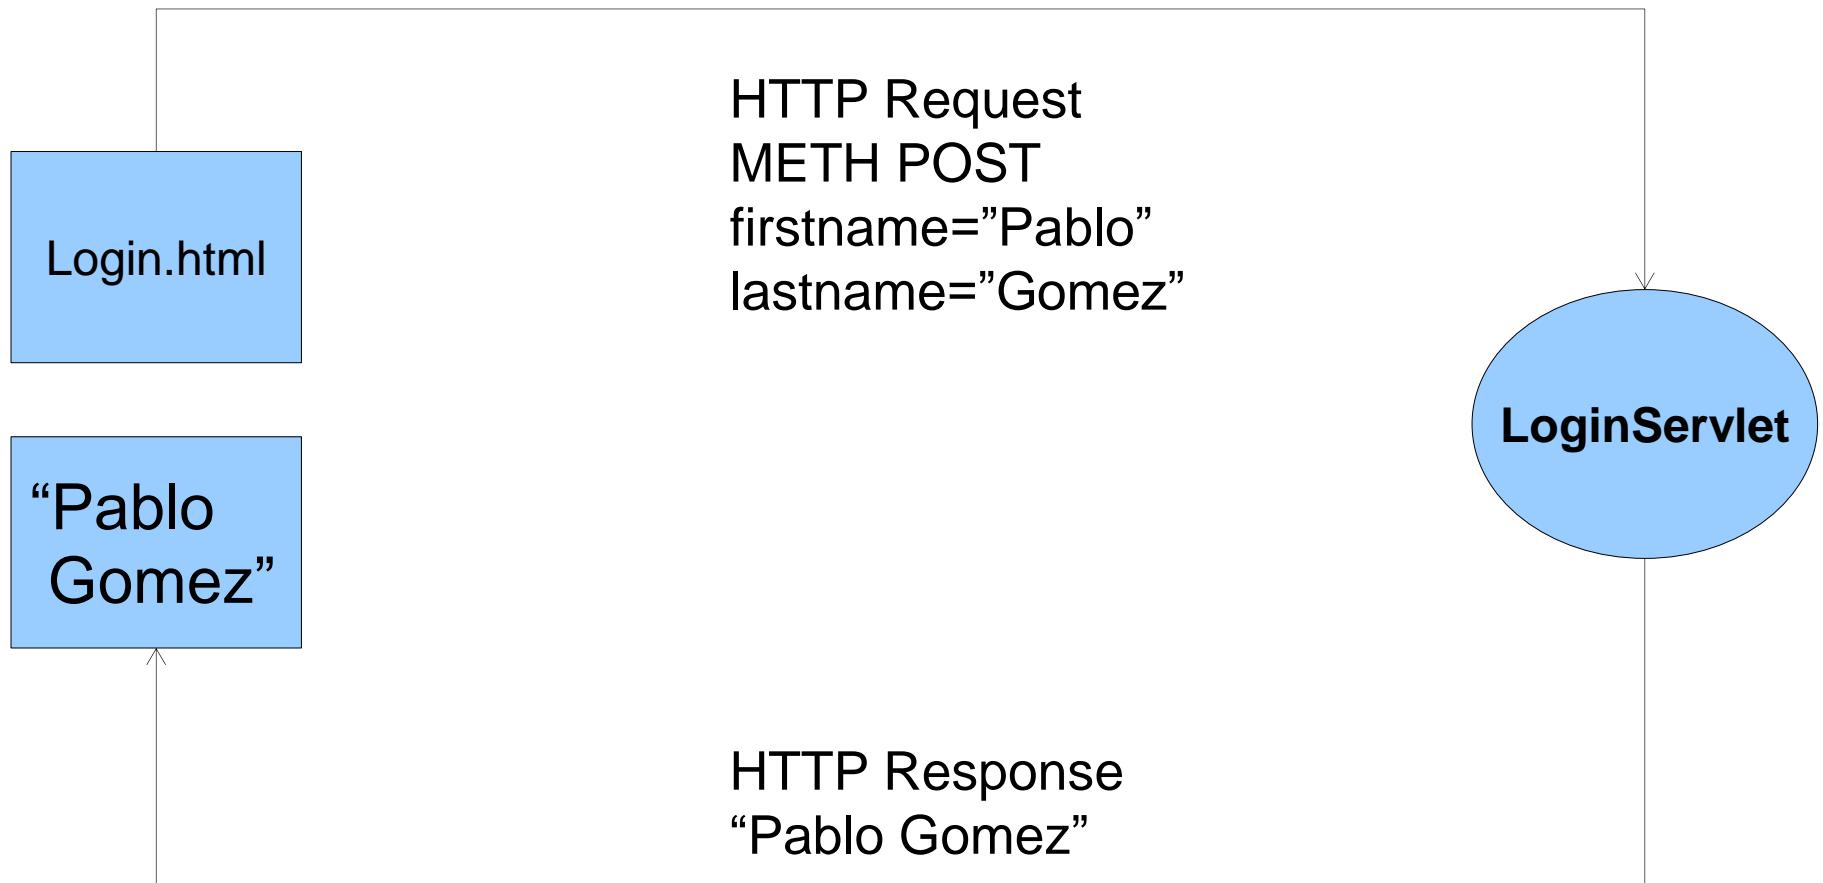 HTTP Request
METH POST
firstname=”Pablo”
lastname=”Gomez”
Login.html
LoginServlet
“Pablo
Gomez”
HTTP Response
“Pablo Gomez”